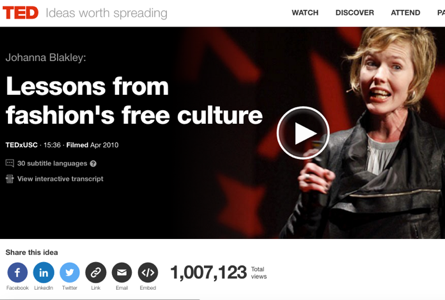 TED Ideas worth spreading WATCH DISCOVER ATTEND PA
Johanna Blakley:
Lessons from
fashion's free culture
TEDxUSC · 15:36 · Filmed Apr 2010
30 subtitle languages ?
View interactive transcript
Share this idea
f in 1,007,123 Total
views
Facebook LinkedIn Twitter Link Email Embed